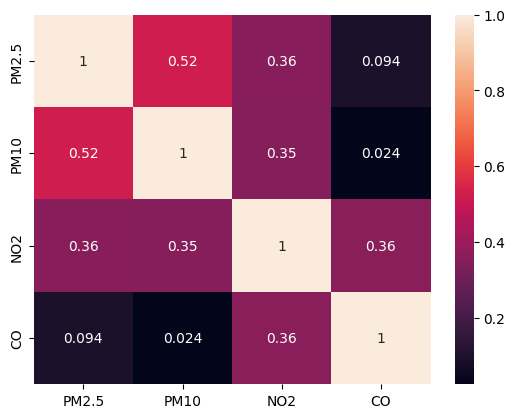 1.0
PM2.5 1 0.52 0.36 0.094
0.8
PM10 0.52 1 0.35 0.024
0.6
0.4
NO2 0.36 0.35 1 0.36
0.2
CO 0.094 0.024 0.36 1
PM2.5 PM10 NO2 CO